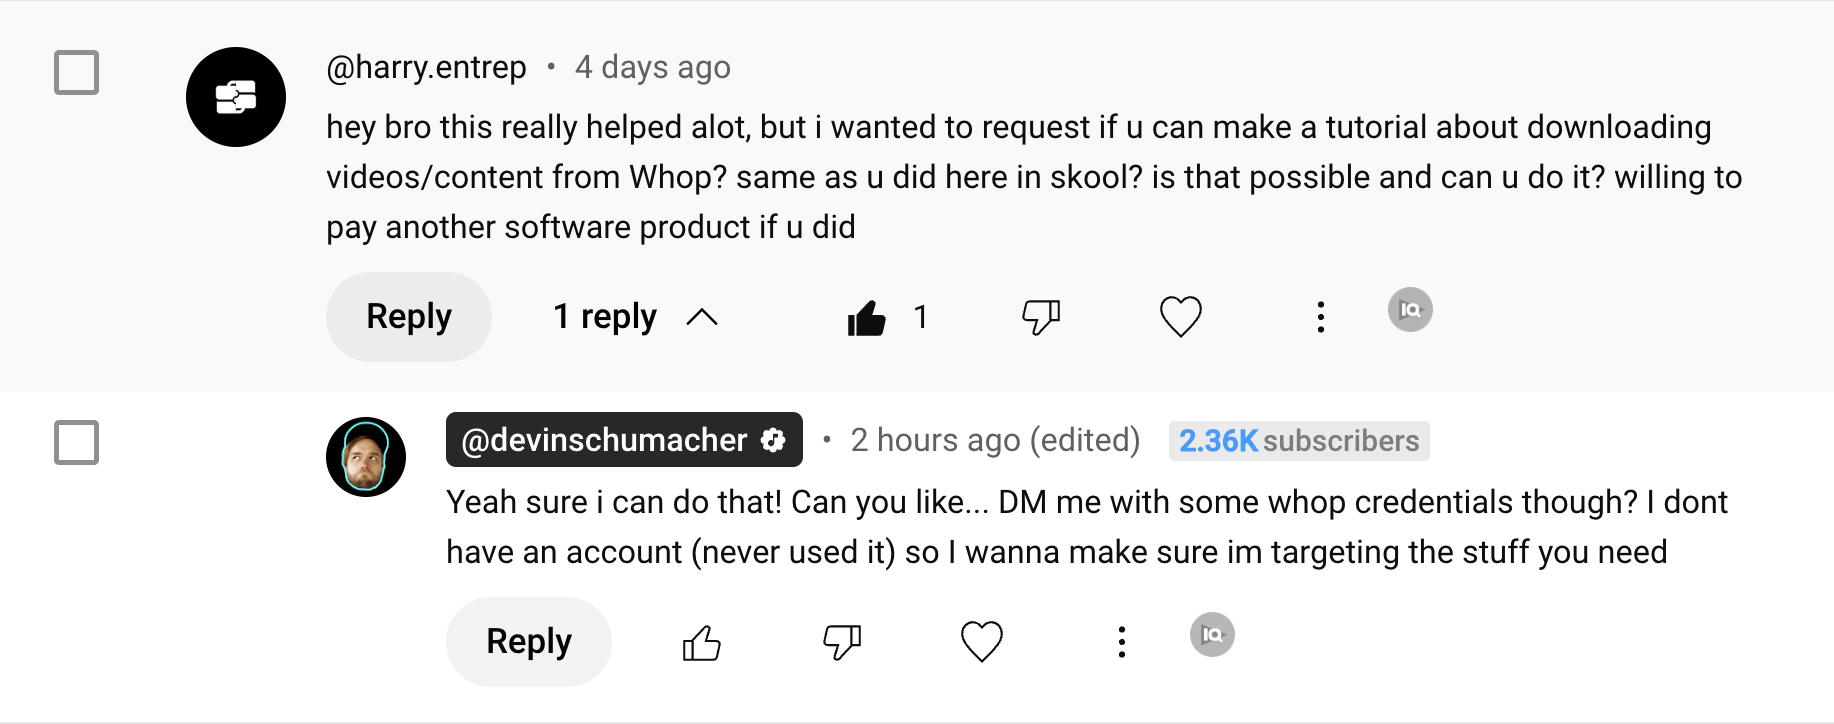 @harry.entrep • 4 days ago
hey bro this really helped alot, but i wanted to request if u can make a tutorial about downloading
videos/content from Whop? same as u did here in skool? is that possible and can u do it? willing to
pay another software product if u did
Reply 1 reply 1 IQ
@devinschumacher • 2 hours ago (edited) 2.36K subscribers
Yeah sure i can do that! Can you like... DM me with some whop credentials though? I dont
have an account (never used it) so I wanna make sure im targeting the stuff you need
Reply IQ